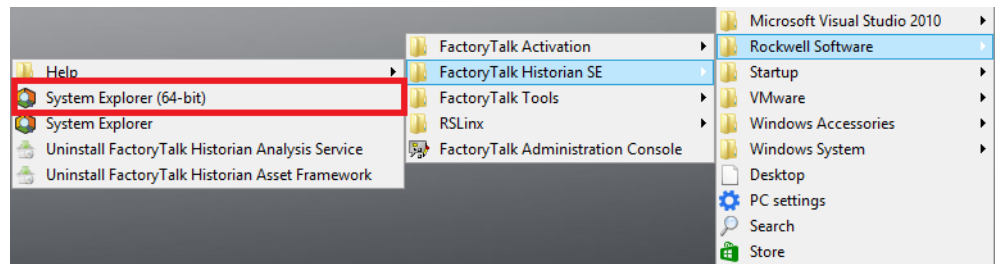 Microsoft Visual Studio 2010
Rockwell Software
Startup
VMware
Windows Accessories
Windows System
Desktop
PC settings
Search
Store
FactoryTalk Activation
FactoryTalk Historian SE
FactoryTalk Tools
RSLinx
FactoryTalk Administration Console
Help
System Explorer (64-bit)
System Explorer
Uninstall FactoryTalk Historian Analysis Service
Uninstall FactoryTalk Historian Asset Framework